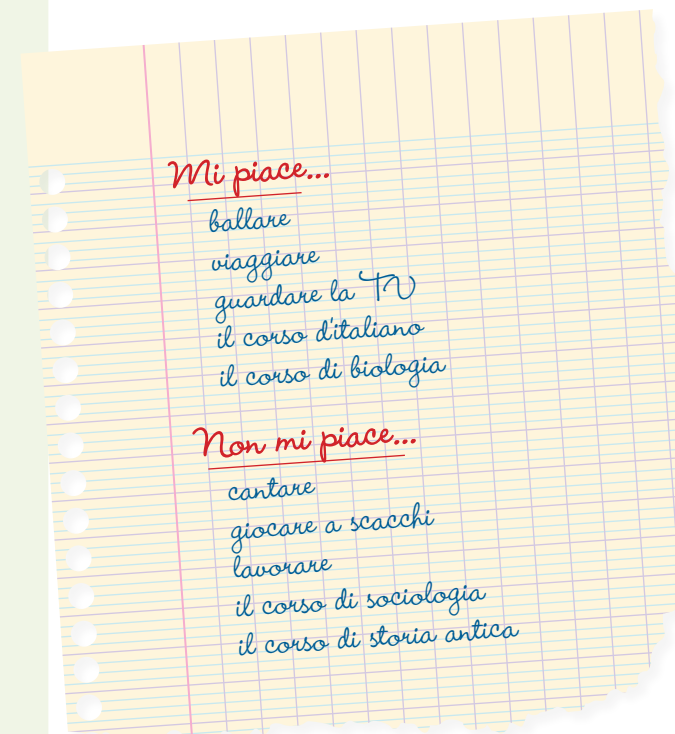 Mi piace...
ballare
viaggiare
guardare la TV
il corso d'italiano
il corso di biologia
Non mi piace...
cantare
giocare a scacchi
lavorare
il corso di sociologia
il corso di storia antica